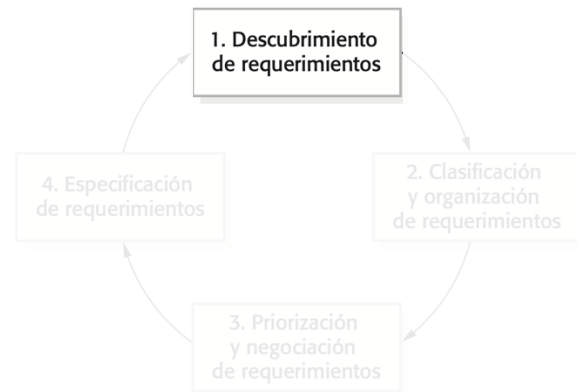 1. Descubrimiento
de requerimientos
2. Clasificación
y organización
de requerimientos
3. Priorización
y negociación
de requerimientos
4. Especificación
de requerimientos